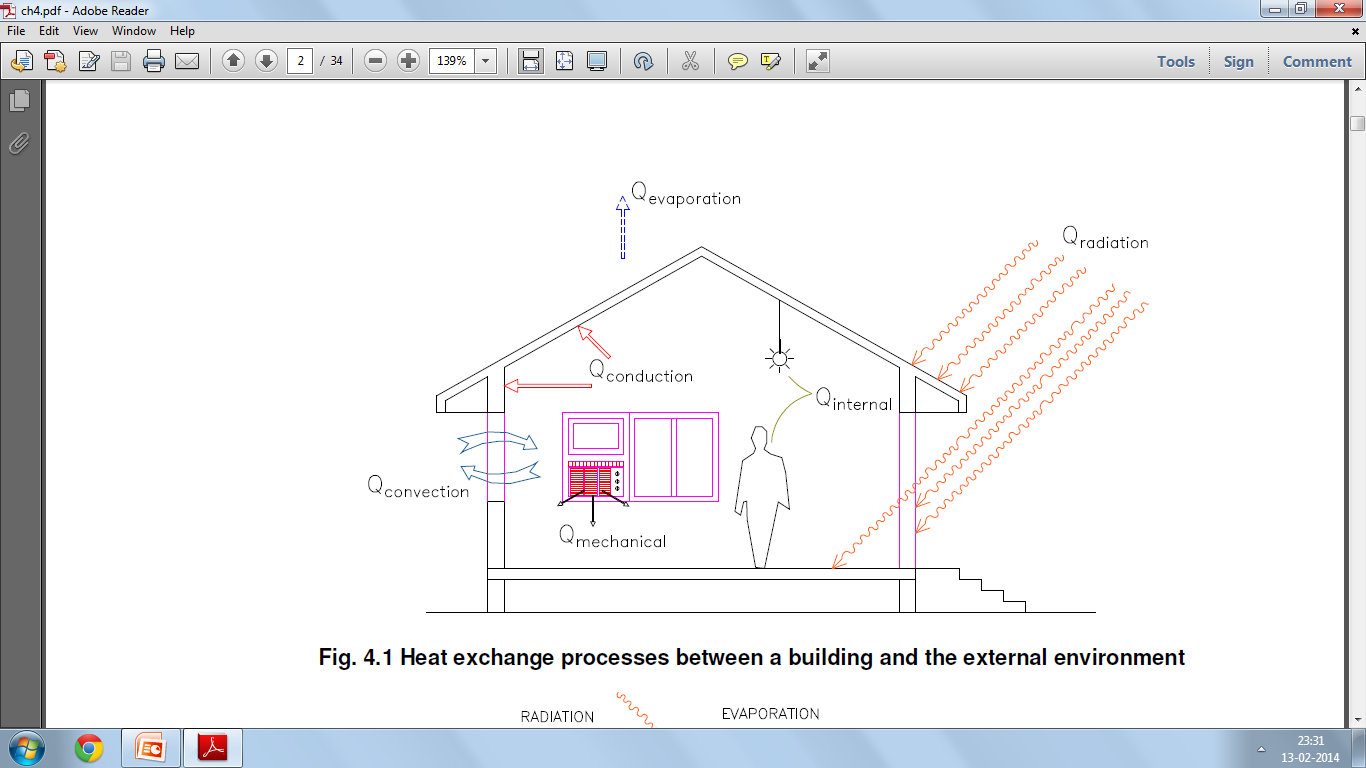 ch4.pdf - Adobe Reader
File Edit View Window Help
2 / 34 139% Tools Sign Comment
Qevaporation
Qradiation
Qconduction
Qinternal
Qconvection
Qmechanical
Fig. 4.1 Heat exchange processes between a building and the external environment
RADIATION EVAPORATION
23:31
13-02-2014